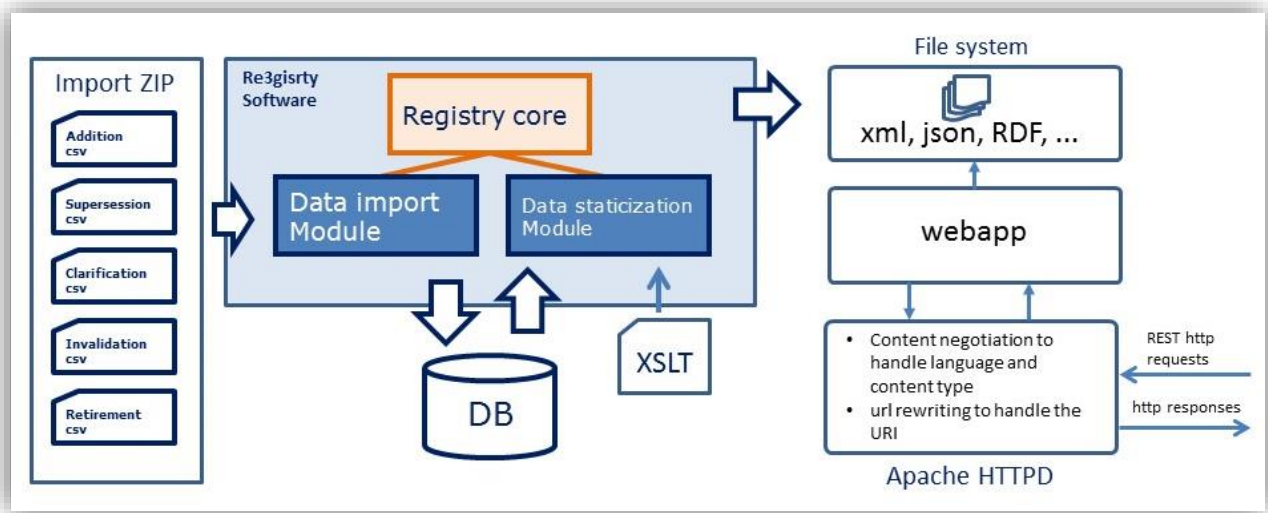 Import ZIP
Addition
csv
Supersession
csv
Clarification
csv
Invalidation
csv
Retirement
csv
Re3gisrty
Software
Registry core
Data import
Module
Data staticization
Module
DB
XSLT
File system
xml, json, RDF, ...
webapp
• Content negotiation to
handle language and
content type
• url rewriting to handle the
URI
Apache HTTPD
REST http
requests
http responses